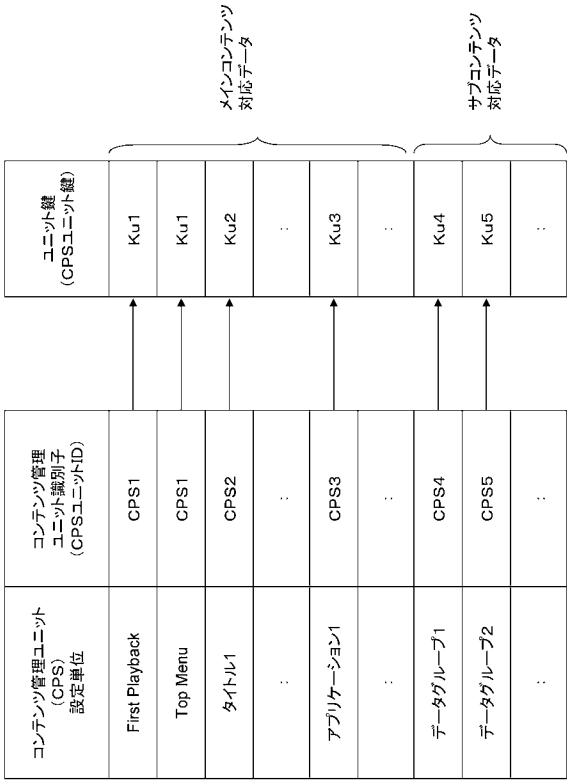 コンテンツ管理ユニット
(CPS)
設定単位
コンテンツ管理
ユニット識別子
(CPSユニットID)
ユニット鍵
(CPSユニット鍵)
First Playback
CPS1
Ku1
Top Menu
CPS1
Ku1
タイトル1
CPS2
Ku2
:
:
:
アプリケーション1
CPS3
Ku3
:
:
:
データグループ1
CPS4
Ku4
データグループ2
CPS5
Ku5
:
:
:
メインコンテンツ
対応データ
サブコンテンツ
対応データ